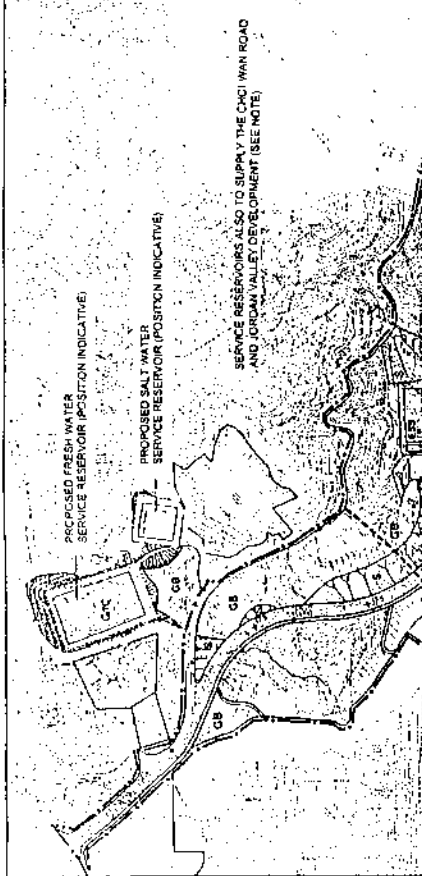 PROPOSED FRESH WATER
SERVICE RESERVOIR (POSITION INDICATIVE)
PROPOSED SALT WATER
SERVICE RESERVOIR (POSITION INDICATIVE)
SERVICE RESERVOIRS ALSO TO SUPPLY THE CHOI WAN ROAD
AND JORDAN VALLEY DEVELOPMENT (SEE NOTE)
G/IC
GB
GB
GB
GB